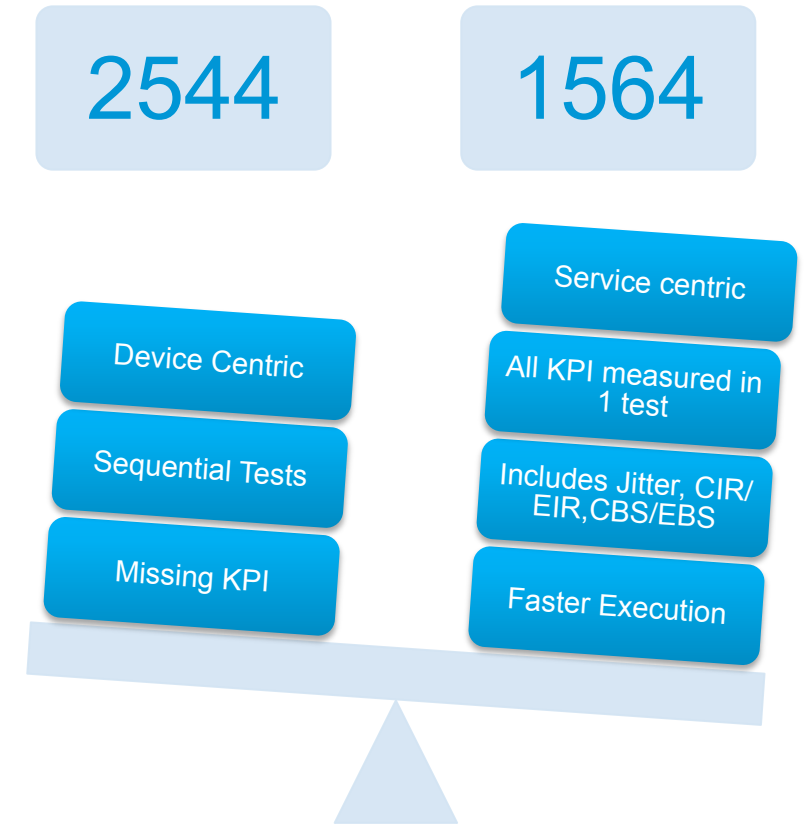 2544
1564
Device Centric
Sequential Tests
Missing KPI
Service centric
All KPI measured in
1 test
Includes Jitter, CIR/
EIR,CBS/EBS
Faster Execution